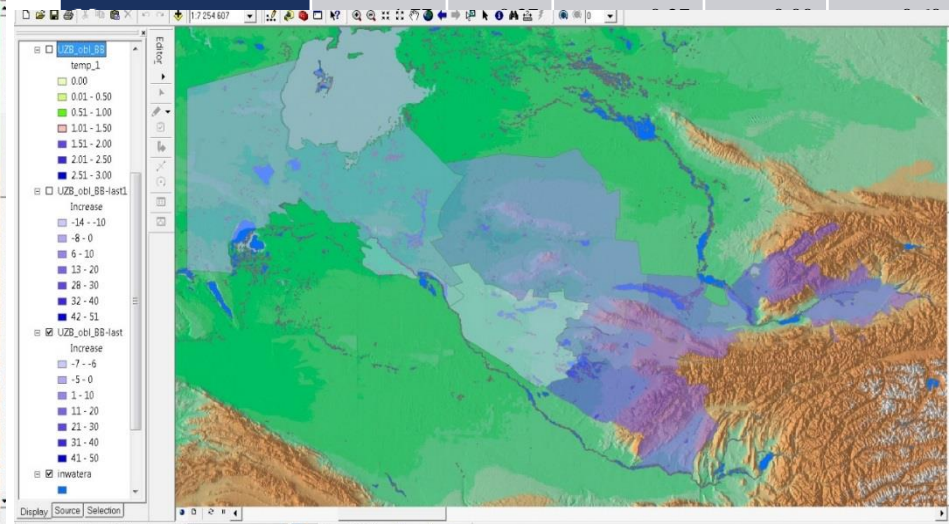 1:7 254 607
0
Editor
UZB_obl_BB
temp_1
0.00
0.01 - 0.50
0.51 - 1.00
1.01 - 1.50
1.51 - 2.00
2.01 - 2.50
2.51 - 3.00
UZB_obl_BB-last1
Increase
-14 - -10
-8 - 0
6 - 10
13 - 20
28 - 30
32 - 40
42 - 51
UZB_obl_BB-last
Increase
-7 - -6
-5 - 0
1 - 10
11 - 20
21 - 30
31 - 40
41 - 50
inwatera
Display Source Selection